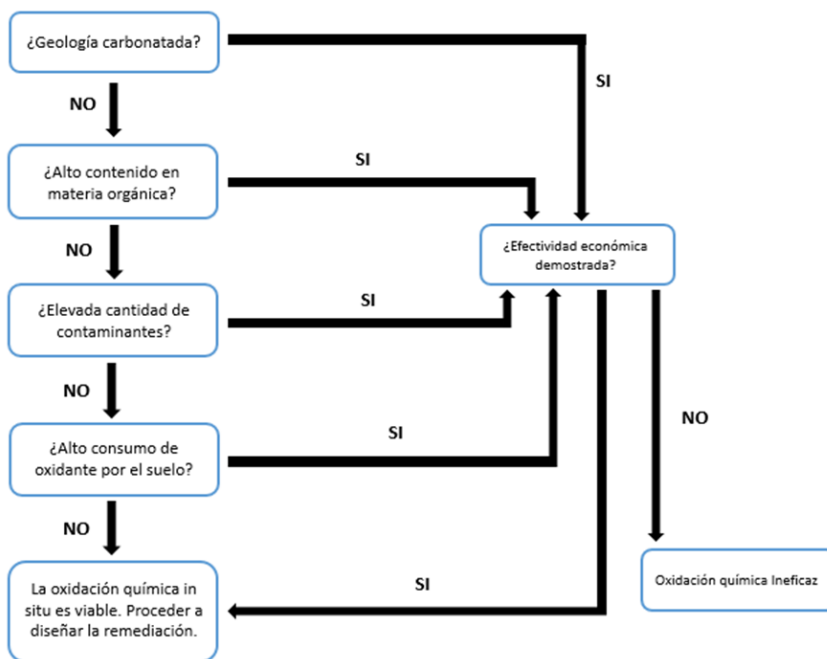 ¿Geología carbonatada?
SI
NO
¿Alto contenido en
materia orgánica?
SI
¿Efectividad económica
demostrada?
NO
¿Elevada cantidad de
contaminantes?
SI
NO
¿Alto consumo de
oxidante por el suelo?
SI
NO
NO
La oxidación química in
situ es viable. Proceder a
diseñar la remediación.
SI
Oxidación química Ineficaz